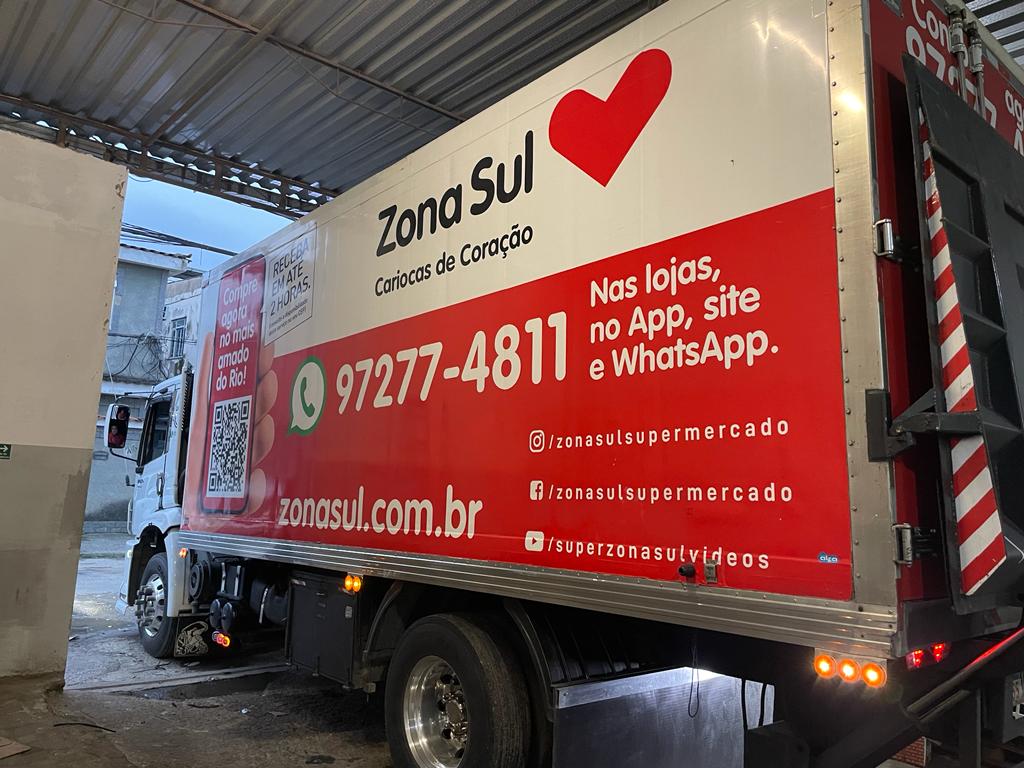 Zona Sul
Cariocas de Coração
RECEBA
EM ATÉ
2 HORAS.
Compre
agora
no mais
amado
do Rio!
97277-4811
Nas lojas,
no App, site
e WhatsApp.
/zonasulsupermercado
/zonasulsupermercado
/superzonasulvideos
zonasul.com.br